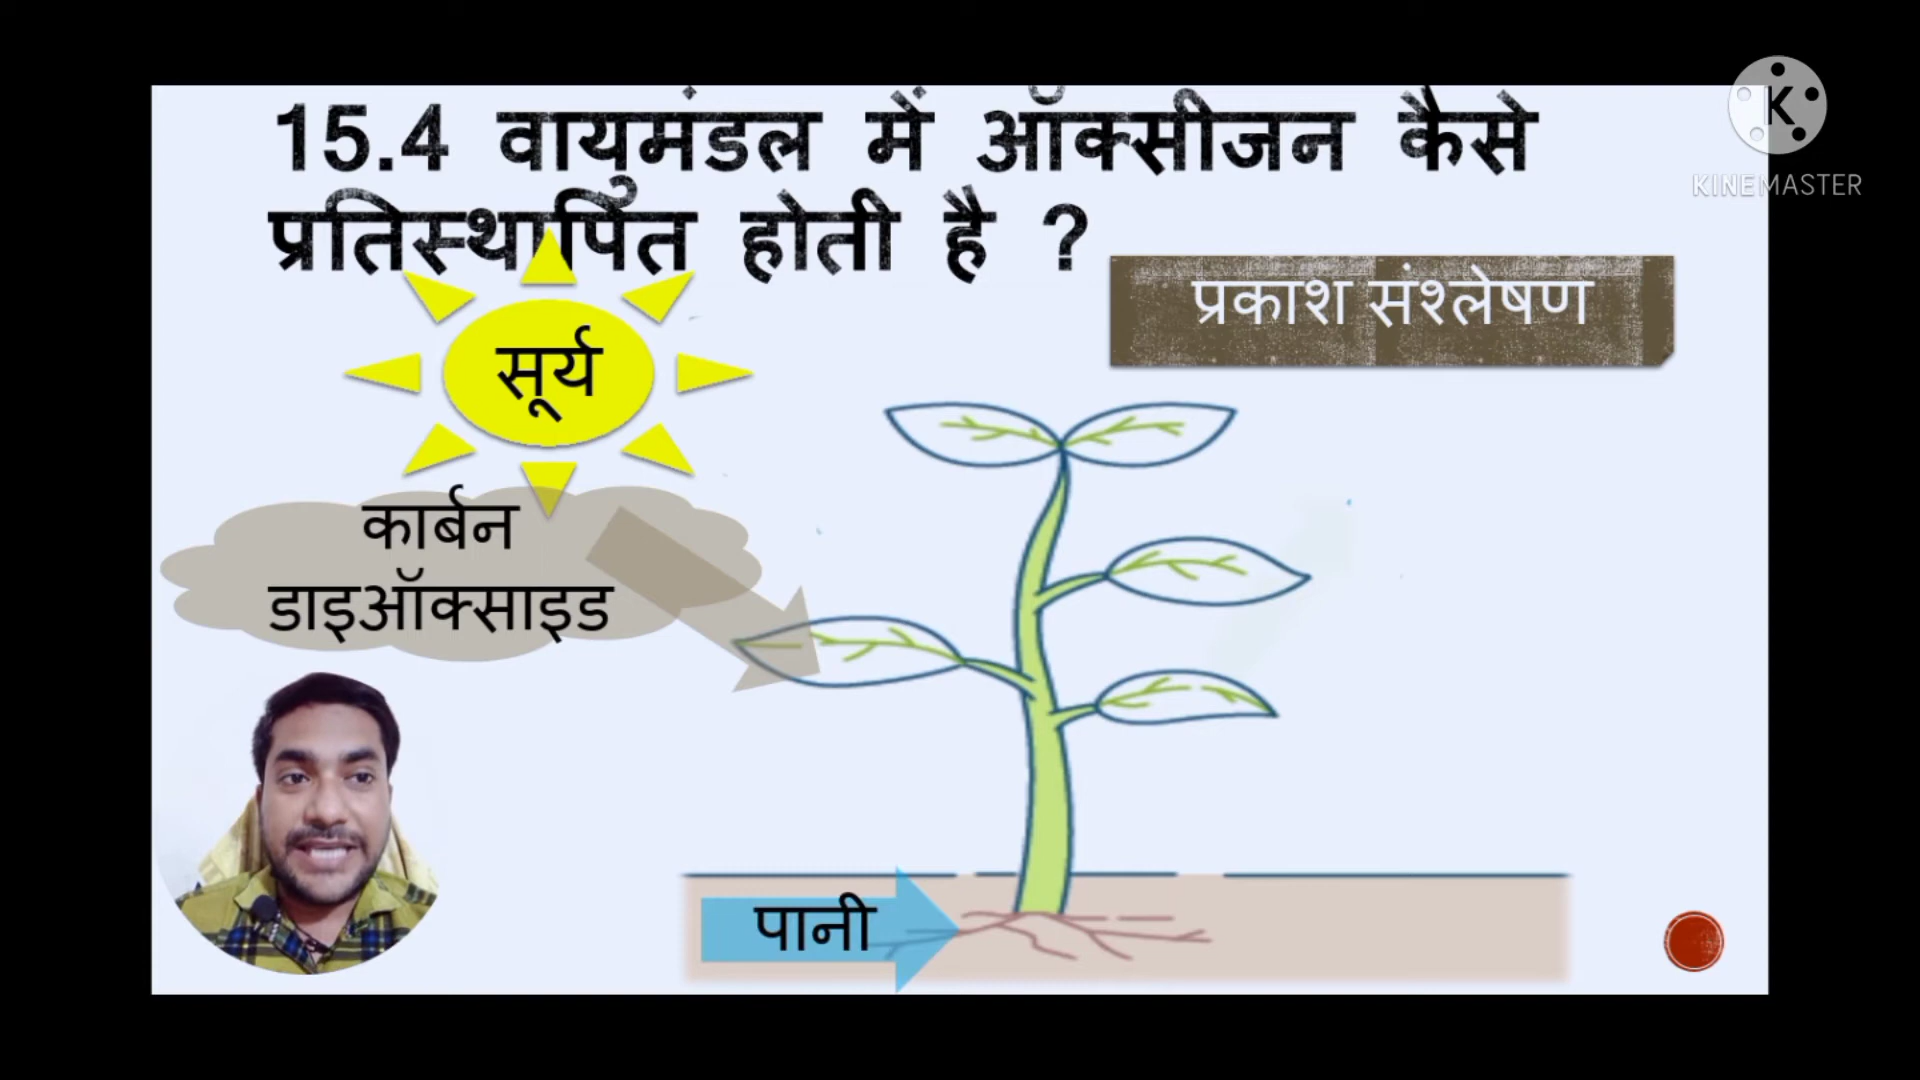 15.4 वायुमंडल में ऑक्सीजन कैसे
प्रतिस्थापित होती है ?
प्रकाश संश्लेषण
सूर्य
कार्बन
डाइऑक्साइड
पानी
K
KINEMASTER